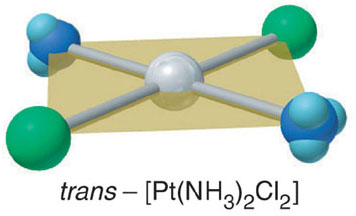 trans – [Pt(NH₃)₂Cl₂]